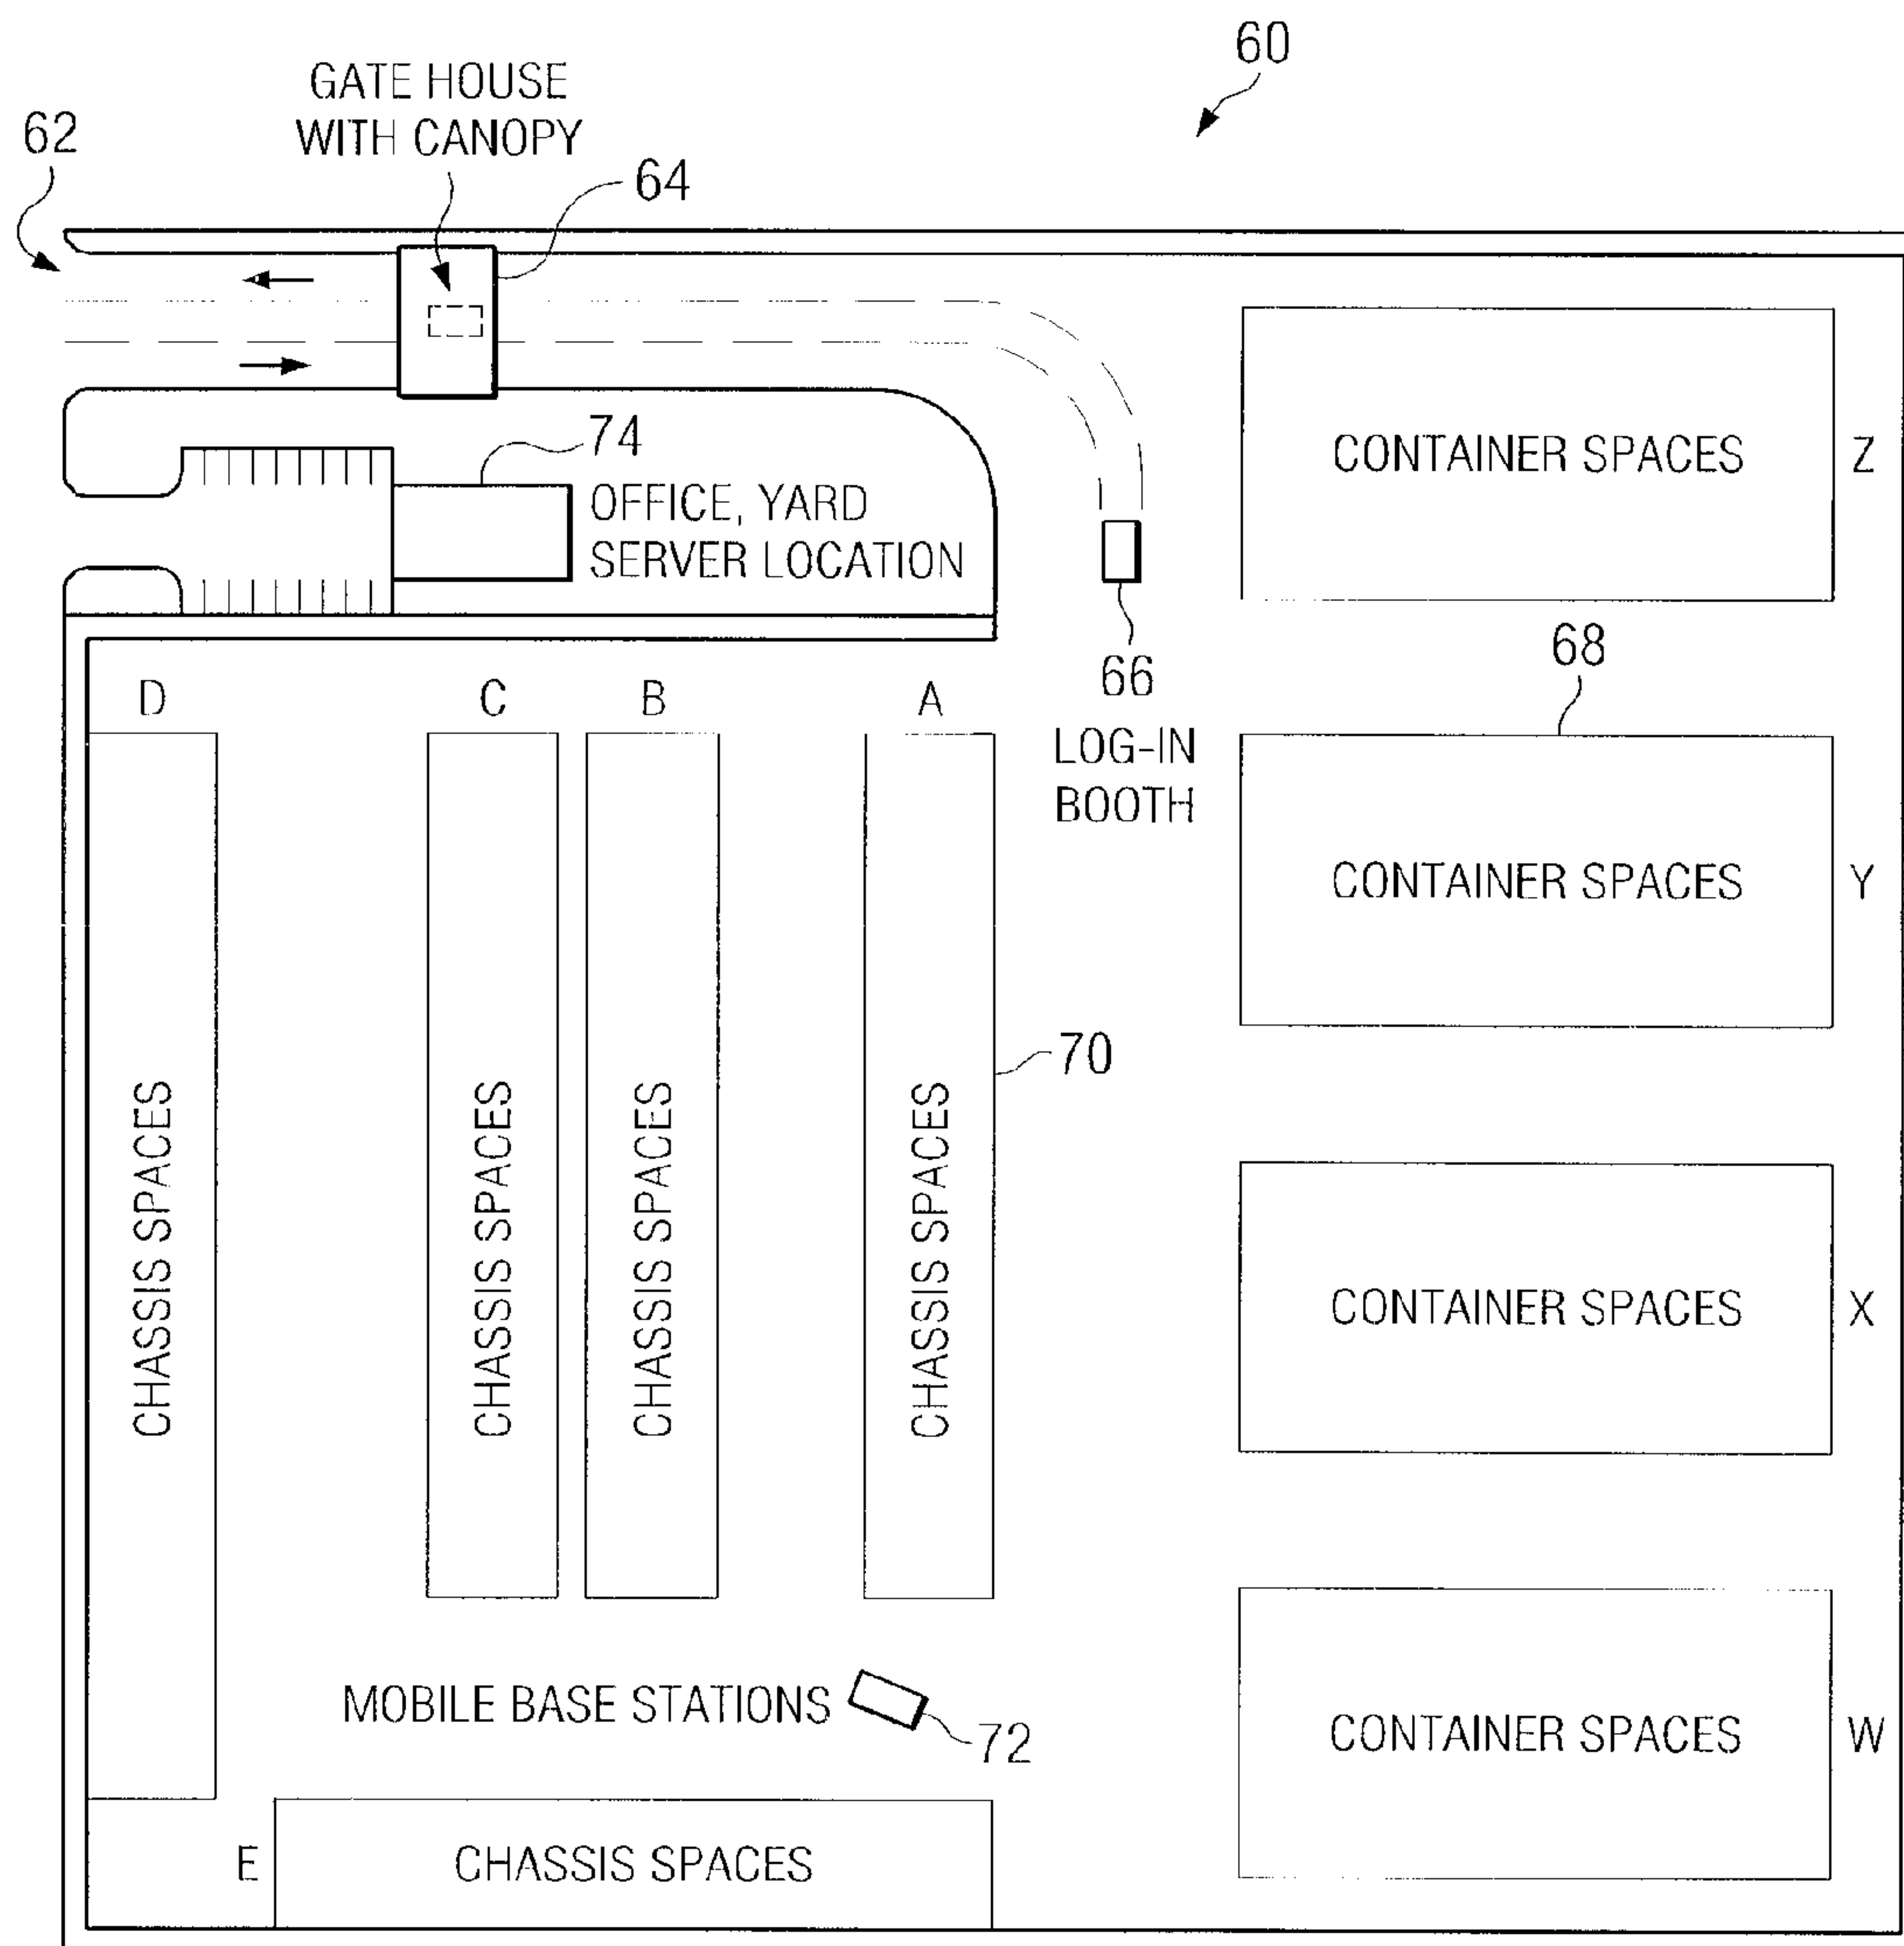 60
GATE HOUSE
WITH CANOPY
62
64
74
OFFICE, YARD
SERVER LOCATION
CONTAINER SPACES Z
66
LOG-IN
BOOTH
68
D C B A
CONTAINER SPACES Y
70
CHASSIS SPACES
CHASSIS SPACES
CHASSIS SPACES
CHASSIS SPACES
CONTAINER SPACES X
MOBILE BASE STATIONS
72
CONTAINER SPACES W
E CHASSIS SPACES